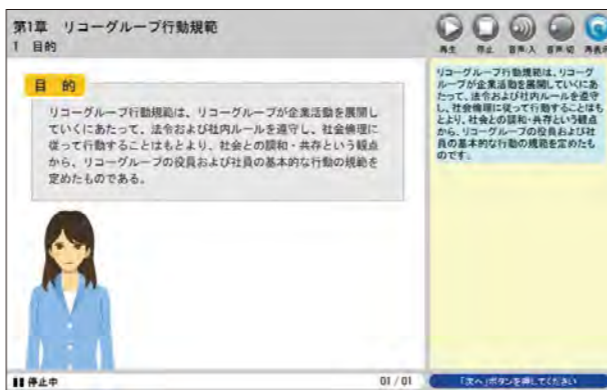 第1章 リコーグループ行動規範
1 目的
再生 停止 音声:入 音声:切 再表示
目 的
リコーグループ行動規範は、リコーグループが企業活動を展開し
ていくにあたって、法令および社内ルールを遵守し、社会倫理に
従って行動することはもとより、社会との調和・共存という観点
から、リコーグループの役員および社員の基本的な行動の規範を
定めたものである。
リコーグループ行動規範は、リコーグ
ループが企業活動を展開していくにあ
たって、法令および社内ルールを遵守
し、社会倫理に従って行動することはも
とより、社会との調和・共存という観点
から、リコーグループの役員および社
員の基本的な行動の規範を定めたも
のです。
停止中
01 / 01
「次へ」ボタンを押してください